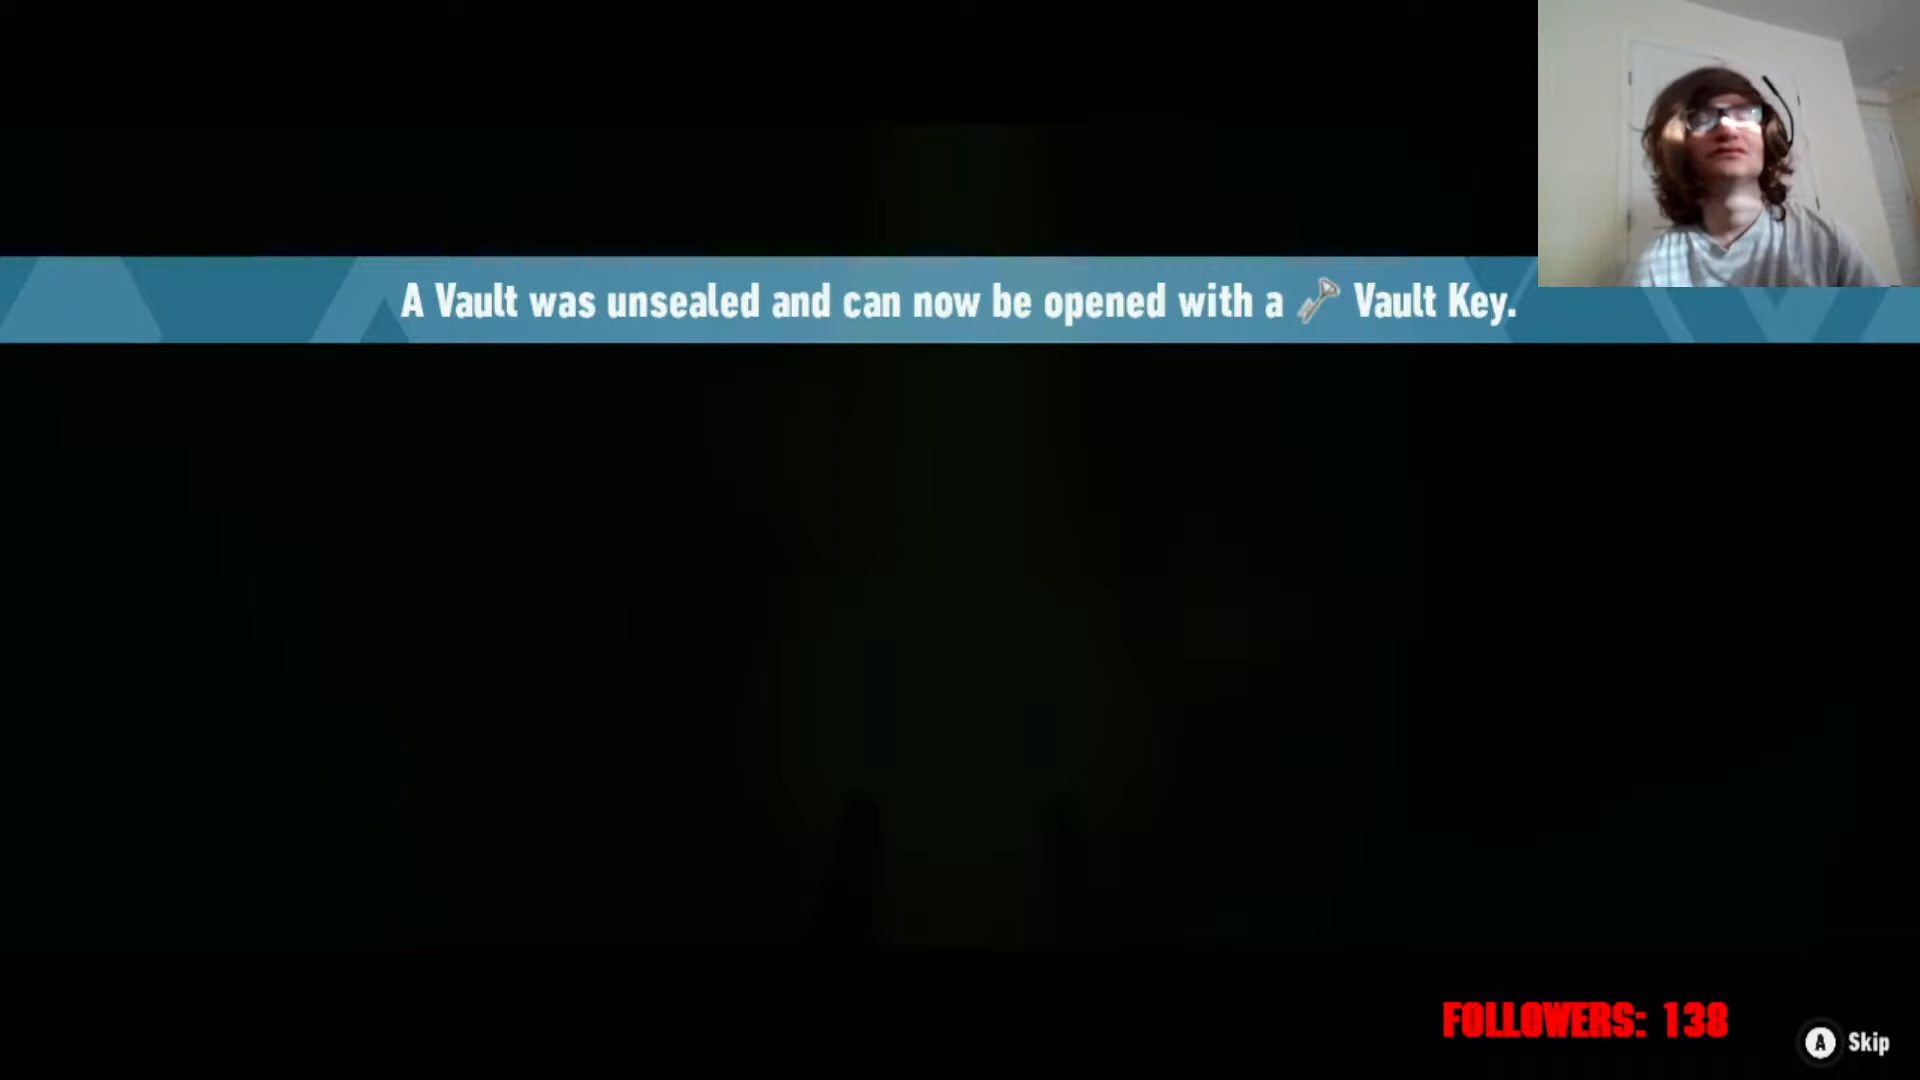 A Vault was unsealed and can now be opened with a Vault Key.
FOLLOWERS: 138
A Skip